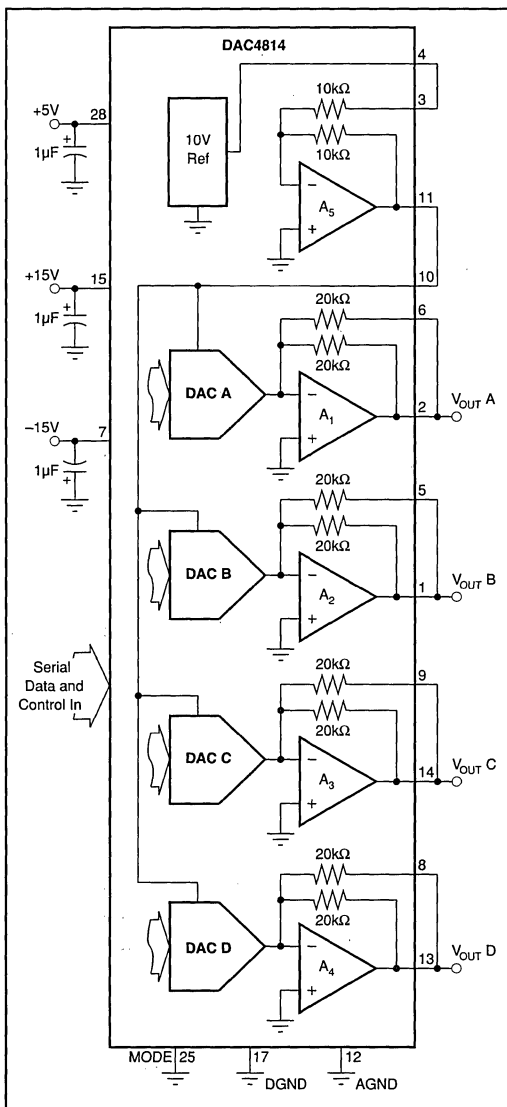 DAC4814
4
+5V
28
10kΩ
3
+
1µF
10V
Ref
10kΩ
−
A5
11
+
+15V
15
10
+
1µF
20kΩ
6
20kΩ
DAC A
−
A1
2
VOUT A
+
−15V
7
1µF
+
20kΩ
5
20kΩ
DAC B
−
A2
1
VOUT B
+
Serial
Data and
Control In
20kΩ
9
20kΩ
DAC C
−
A3
14
VOUT C
+
20kΩ
8
20kΩ
DAC D
−
A4
13
VOUT D
+
MODE 25
17
12
DGND
AGND